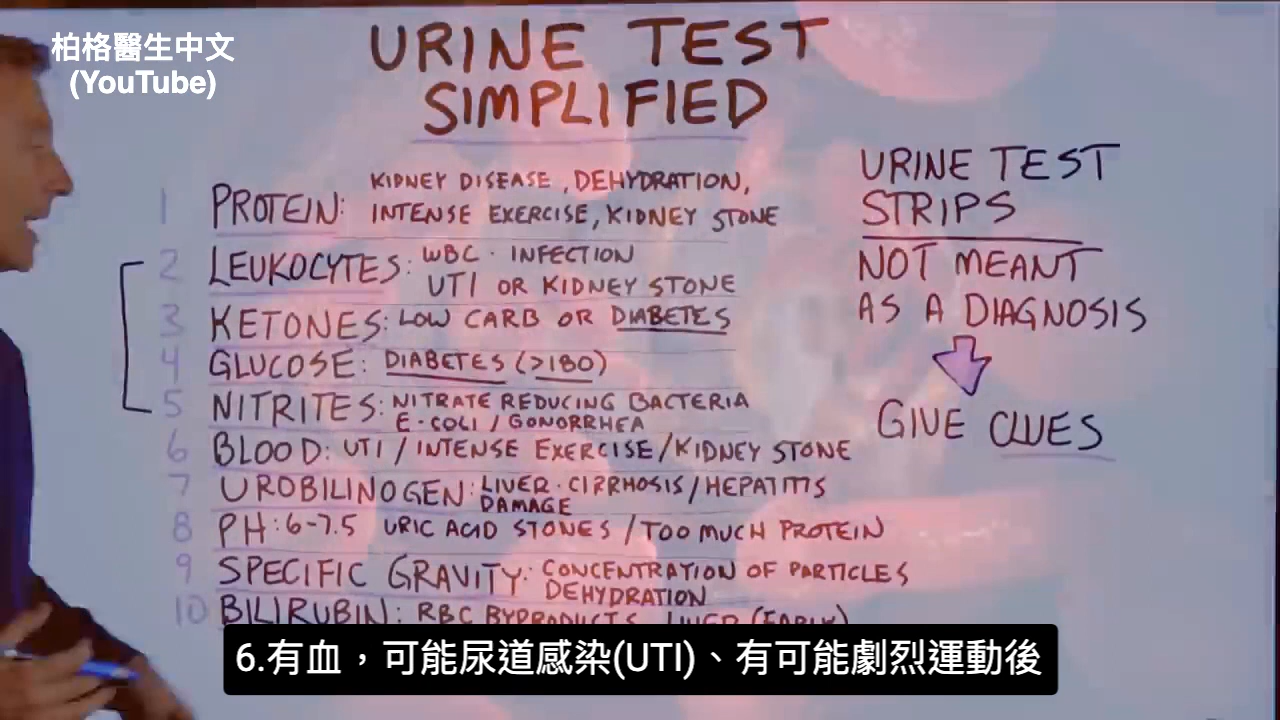 柏格醫生中文
(YouTube)
URINE TEST
SIMPLIFIED
1 PROTEIN: KIDNEY DISEASE, DEHYDRATION,
INTENSE EXERCISE, KIDNEY STONE
2 LEUKOCYTES: WBC · INFECTION
UTI OR KIDNEY STONE
3 KETONES: LOW CARB OR DIABETES
4 GLUCOSE: DIABETES (>180)
5 NITRITES: NITRATE REDUCING BACTERIA
E-COLI / GONORRHEA
6 BLOOD: UTI / INTENSE EXERCISE / KIDNEY STONE
7 UROBILINOGEN: LIVER · CIRRHOSIS / HEPATITIS
DAMAGE
8 PH: 6-7.5 URIC ACID STONES / TOO MUCH PROTEIN
9 SPECIFIC GRAVITY: CONCENTRATION OF PARTICLES
DEHYDRATION
10 BILIRUBIN: RBC BYPRODUCTS LIVER (EARLY)
URINE TEST
STRIPS
NOT MEANT
AS A DIAGNOSIS
GIVE CLUES
6.有血，可能尿道感染(UTI)、有可能劇烈運動後